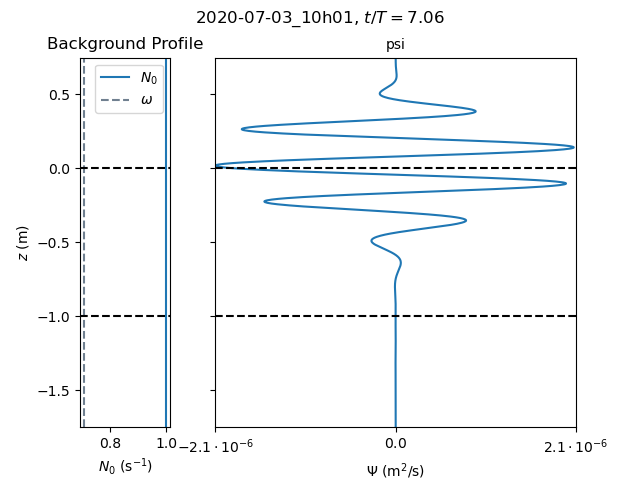 2020-07-03_10h01, t/T = 7.06
Background Profile
psi
N₀
ω
0.5
0.0
−0.5
−1.0
−1.5
z (m)
0.8
1.0
N₀ (s⁻¹)
−2.1 · 10⁻⁶
0.0
2.1 · 10⁻⁶
Ψ (m²/s)